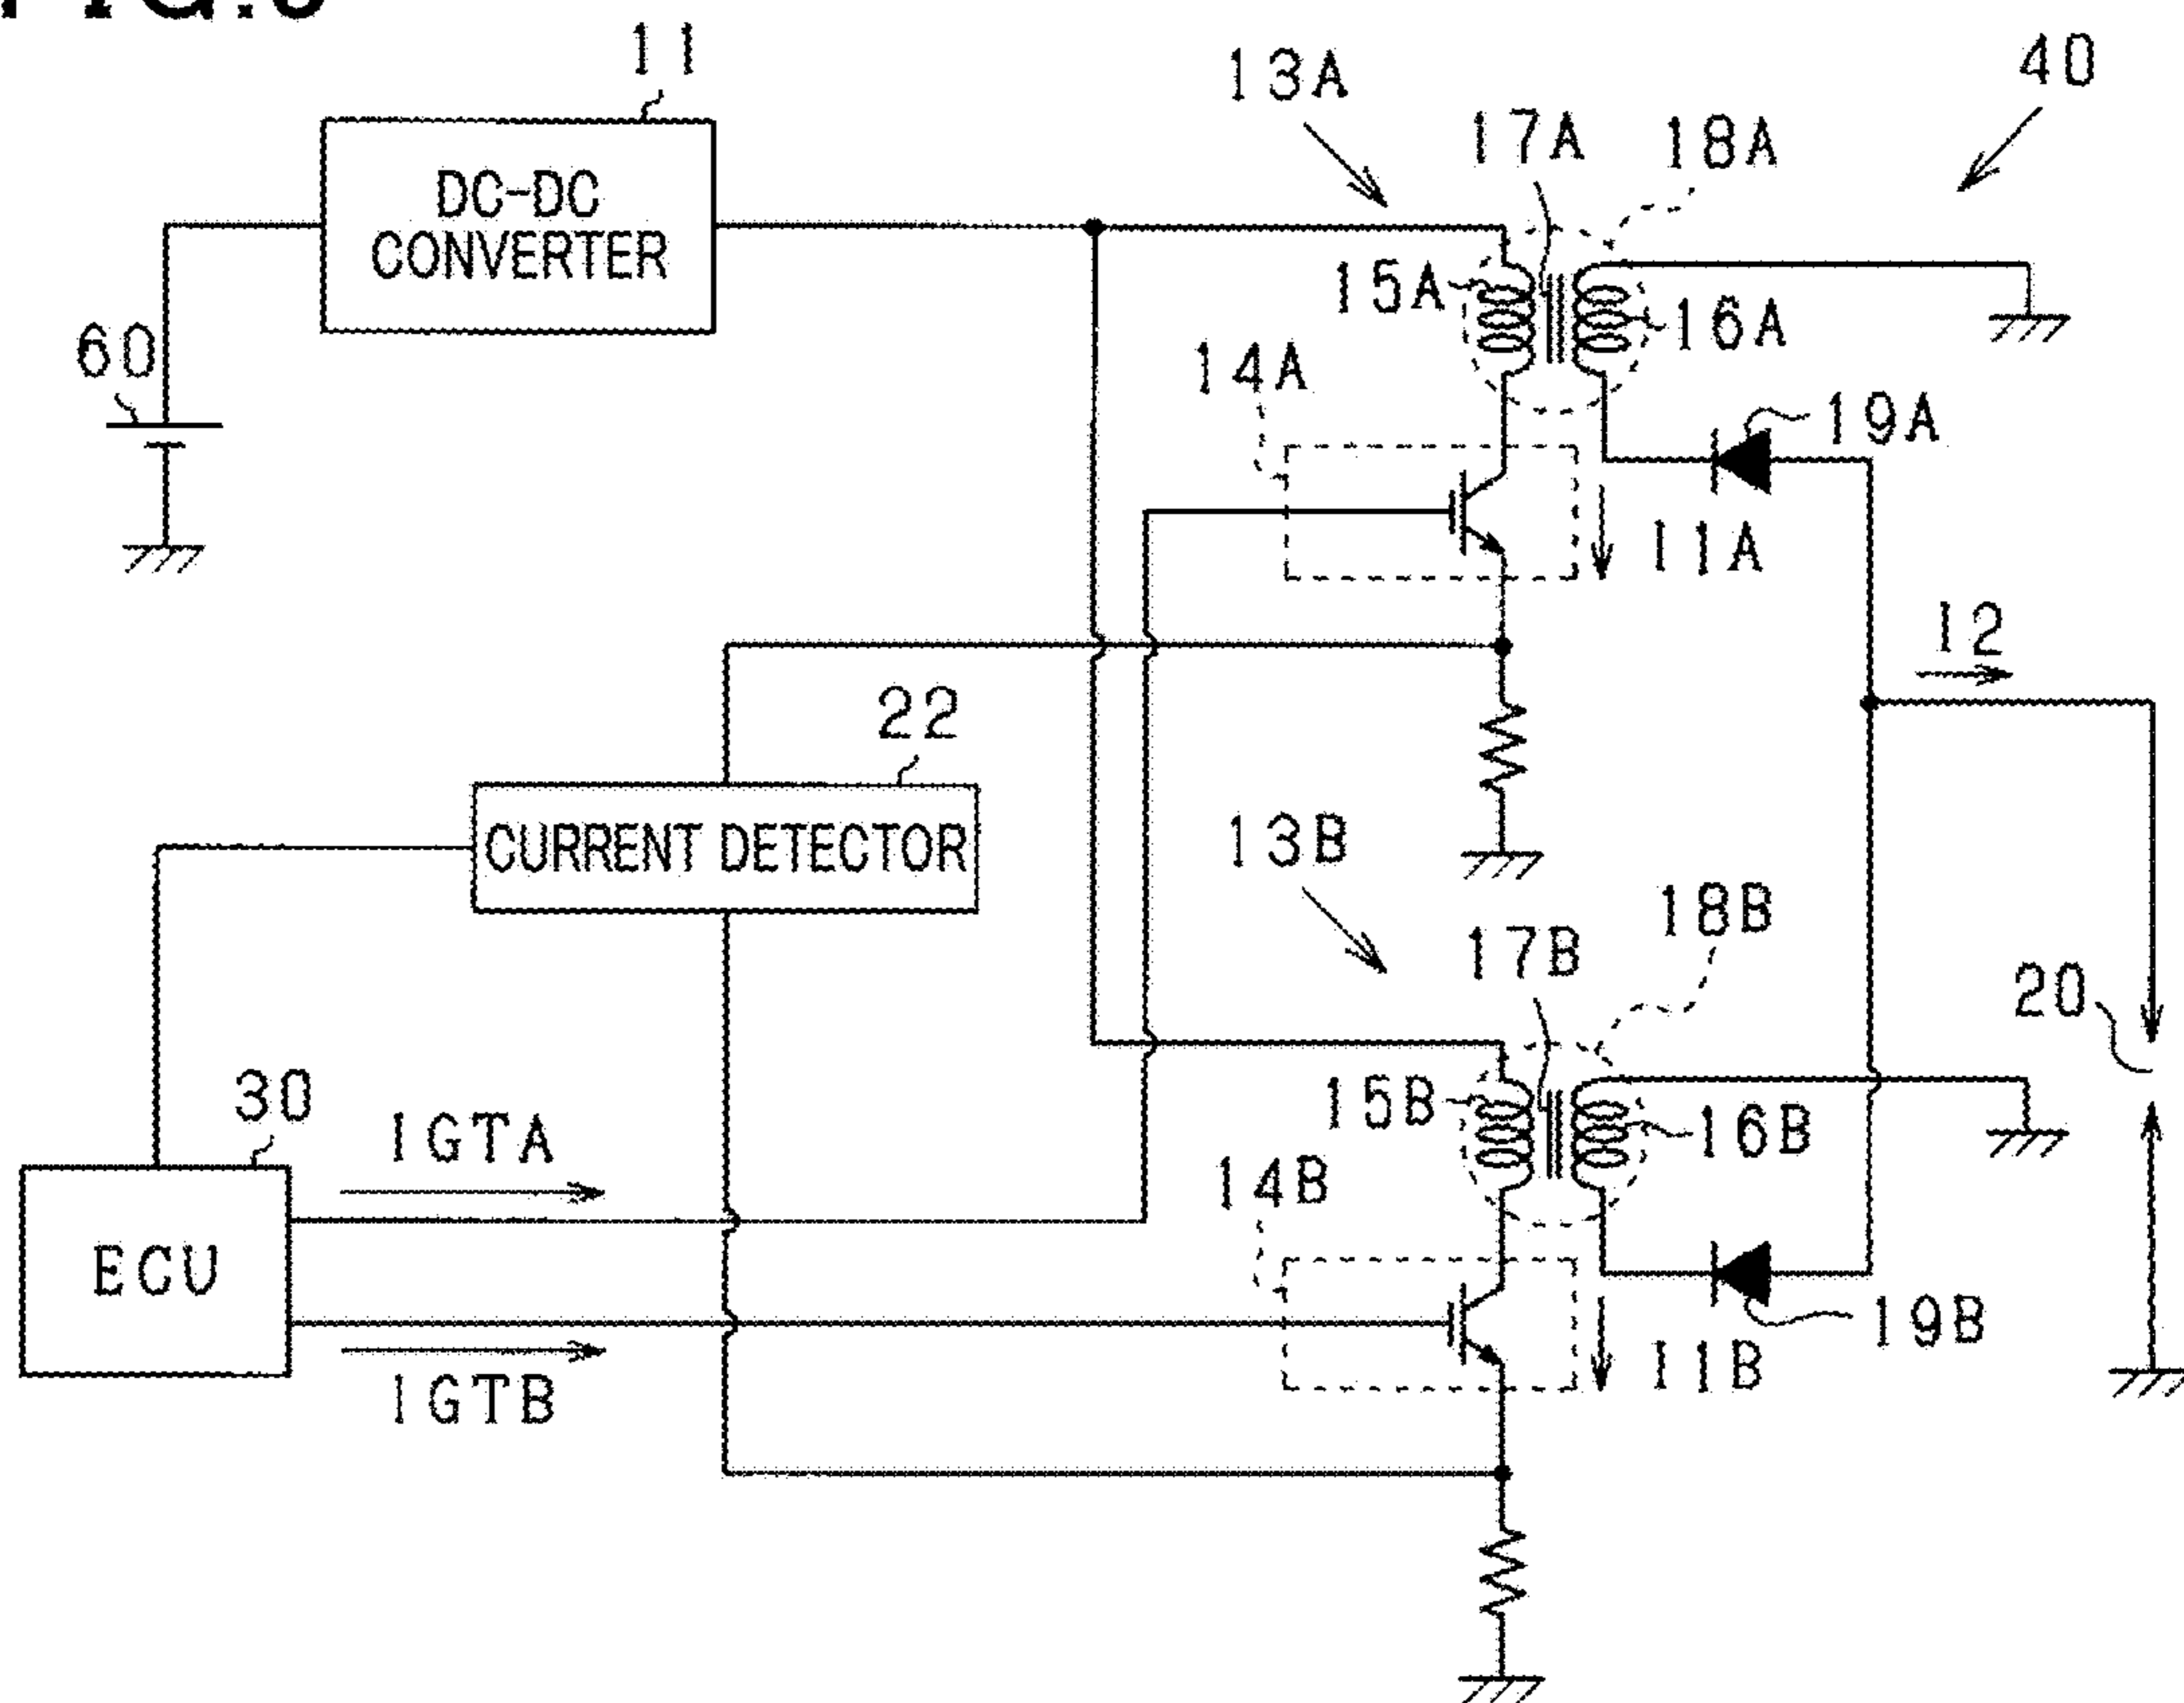 11
13A
40
17A
18A
DC-DC
CONVERTER
15A
16A
60
14A
19A
I1A
I2
22
CURRENT DETECTOR
13B
18B
17B
20
30
IGTA
15B
16B
14B
ECU
19B
I1B
IGTB